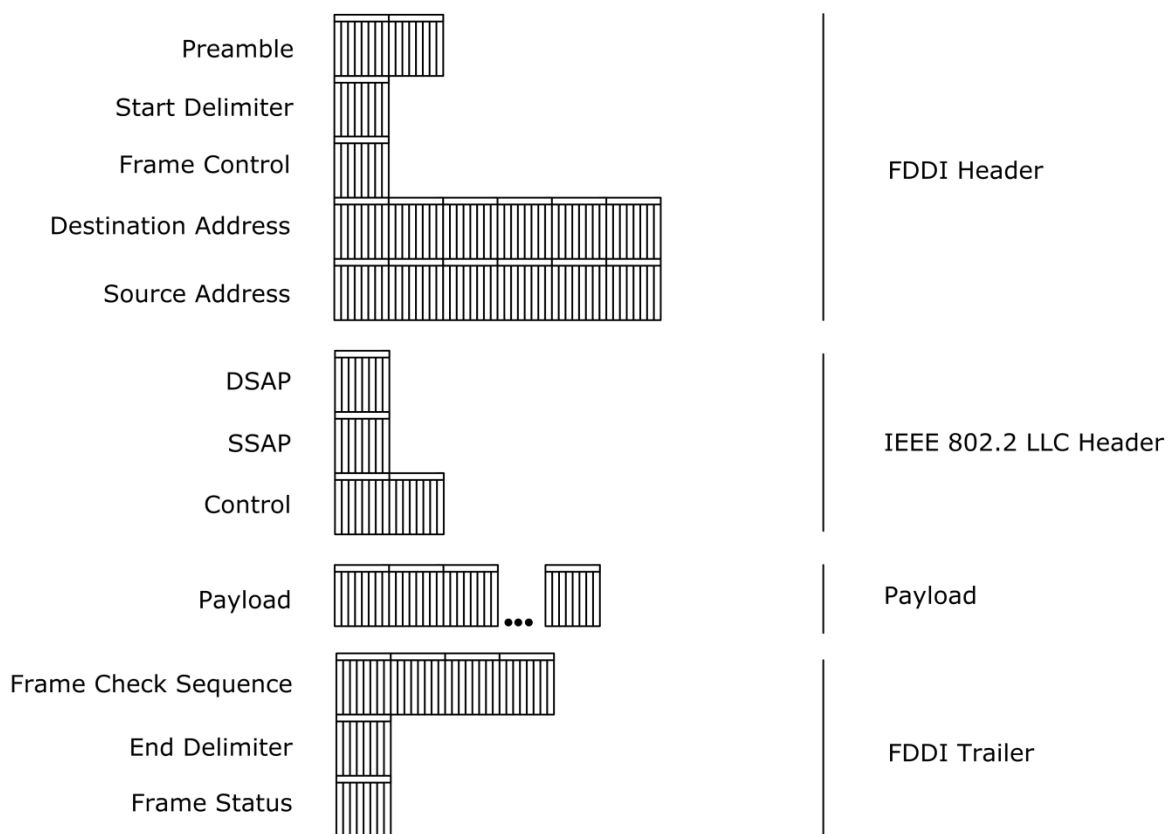 Preamble
Start Delimiter
Frame Control
Destination Address
Source Address
FDDI Header
DSAP
SSAP
Control
IEEE 802.2 LLC Header
Payload
Payload
Frame Check Sequence
End Delimiter
Frame Status
FDDI Trailer